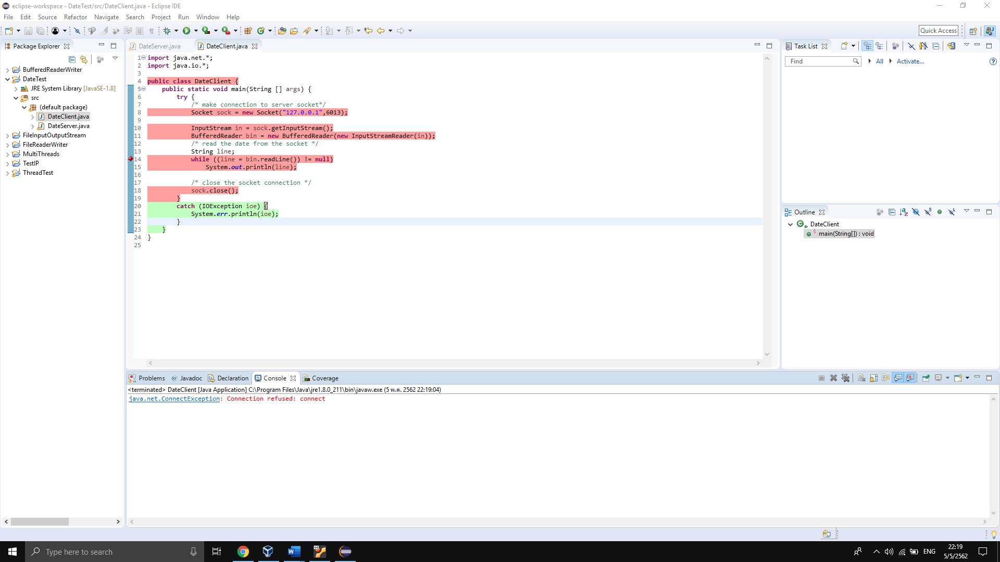 eclipse-workspace - DateTest/src/DateClient.java - Eclipse IDE
File Edit Source Refactor Navigate Search Project Run Window Help
Quick Access
Package Explorer
BufferedReaderWriter
DateTest
JRE System Library [JavaSE-1.8]
src
(default package)
DateClient.java
DateServer.java
FileInputOutputStream
FileReaderWriter
MultiThreads
TestIP
ThreadTest
DateServer.java DateClient.java
1 import java.net.*;
2 import java.io.*;
3
4 public class DateClient {
5 public static void main(String [] args) {
6 try {
7 /* make connection to server socket*/
8 Socket sock = new Socket("127.0.0.1",6013);
9
10 InputStream in = sock.getInputStream();
11 BufferedReader bin = new BufferedReader(new InputStreamReader(in));
12 /* read the date from the socket */
13 String line;
14 while ((line = bin.readLine()) != null)
15 System.out.println(line);
16
17 /* close the socket connection */
18 sock.close();
19 }
20 catch (IOException ioe) {
21 System.err.println(ioe);
22 }
23 }
24 }
25
Task List
Find All Activate...
Outline
DateClient
main(String[]) : void
Problems Javadoc Declaration Console Coverage
<terminated> DateClient [Java Application] C:\Program Files\Java\jre1.8.0_211\bin\javaw.exe (5 พ.ค. 2562 22:19:04)
java.net.ConnectException: Connection refused: connect
Type here to search
ENG
22:19
5/5/2562